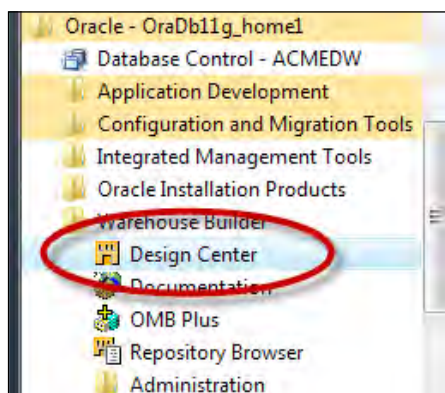 Oracle - OraDb11g_home1
Database Control - ACMEDW
Application Development
Configuration and Migration Tools
Integrated Management Tools
Oracle Installation Products
Warehouse Builder
Design Center
Documentation
OMB Plus
Repository Browser
Administration